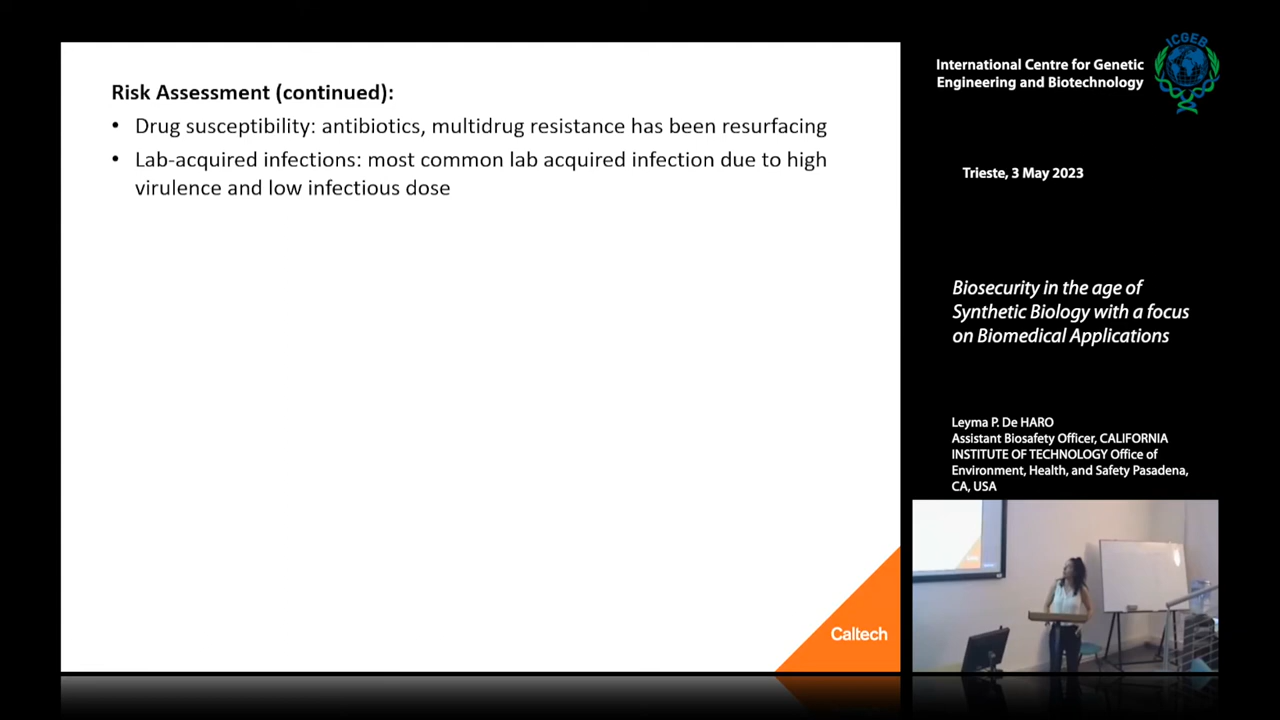 Risk Assessment (continued):
• Drug susceptibility: antibiotics, multidrug resistance has been resurfacing
• Lab-acquired infections: most common lab acquired infection due to high
virulence and low infectious dose
Caltech
International Centre for Genetic
Engineering and Biotechnology
ICGEB
Trieste, 3 May 2023
Biosecurity in the age of
Synthetic Biology with a focus
on Biomedical Applications
Leyma P. De HARO
Assistant Biosafety Officer, CALIFORNIA
INSTITUTE OF TECHNOLOGY Office of
Environment, Health, and Safety Pasadena,
CA, USA